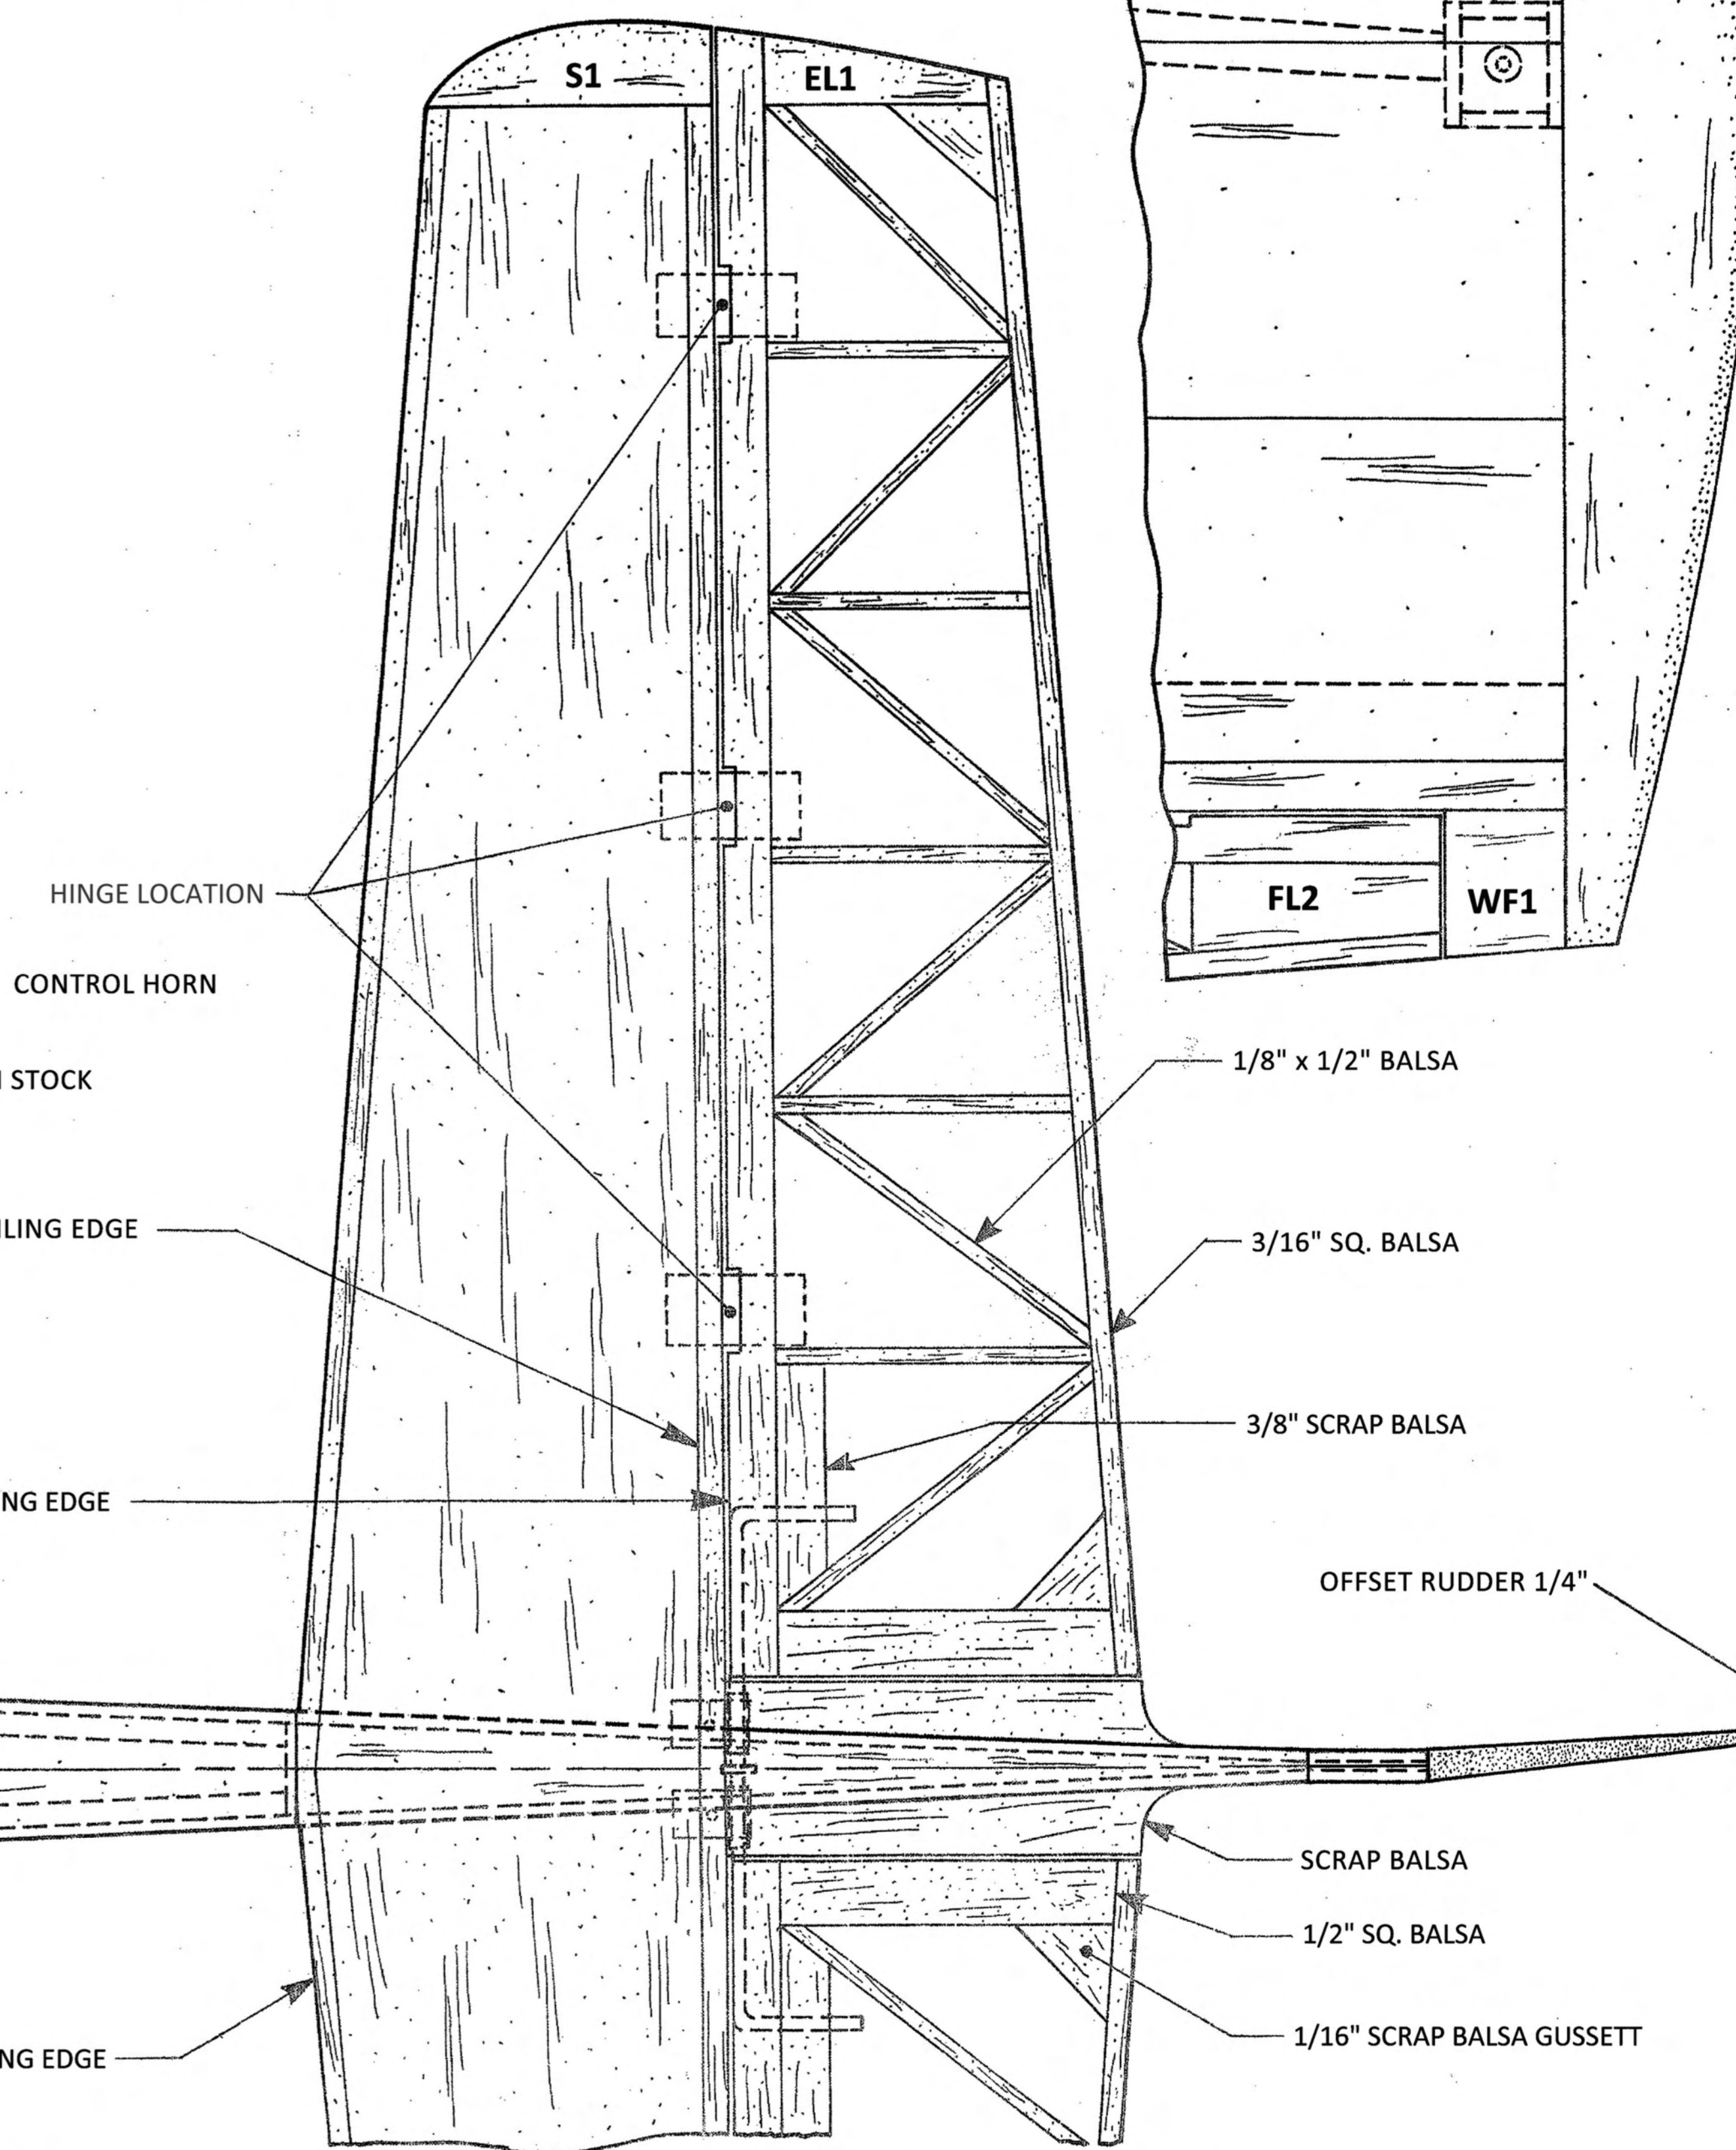 S1
EL1
HINGE LOCATION
CONTROL HORN
STOCK
FL2
WF1
1/8" x 1/2" BALSA
LING EDGE
3/16" SQ. BALSA
3/8" SCRAP BALSA
NG EDGE
OFFSET RUDDER 1/4"
SCRAP BALSA
1/2" SQ. BALSA
1/16" SCRAP BALSA GUSSETT
NG EDGE